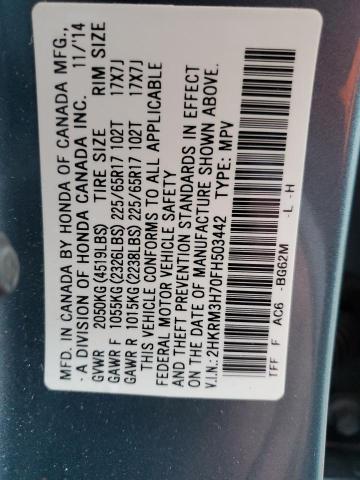 MFD. IN CANADA BY HONDA OF CANADA MFG.,
- A DIVISION OF HONDA CANADA INC. 11/'14
GVWR 2050KG (4519LBS) TIRE SIZE RIM SIZE
GAWR F 1055KG (2326LBS) 225/65R17 102T 17X7J
GAWR R 1015KG (2238LBS) 225/65R17 102T 17X7J
THIS VEHICLE CONFORMS TO ALL APPLICABLE
FEDERAL MOTOR VEHICLE SAFETY
AND THEFT PREVENTION STANDARDS IN EFFECT
ON THE DATE OF MANUFACTURE SHOWN ABOVE.
V.I.N.: 2HKRM3H70FH503442 TYPE: MPV
TFF F AC6 -BG62M -L -H